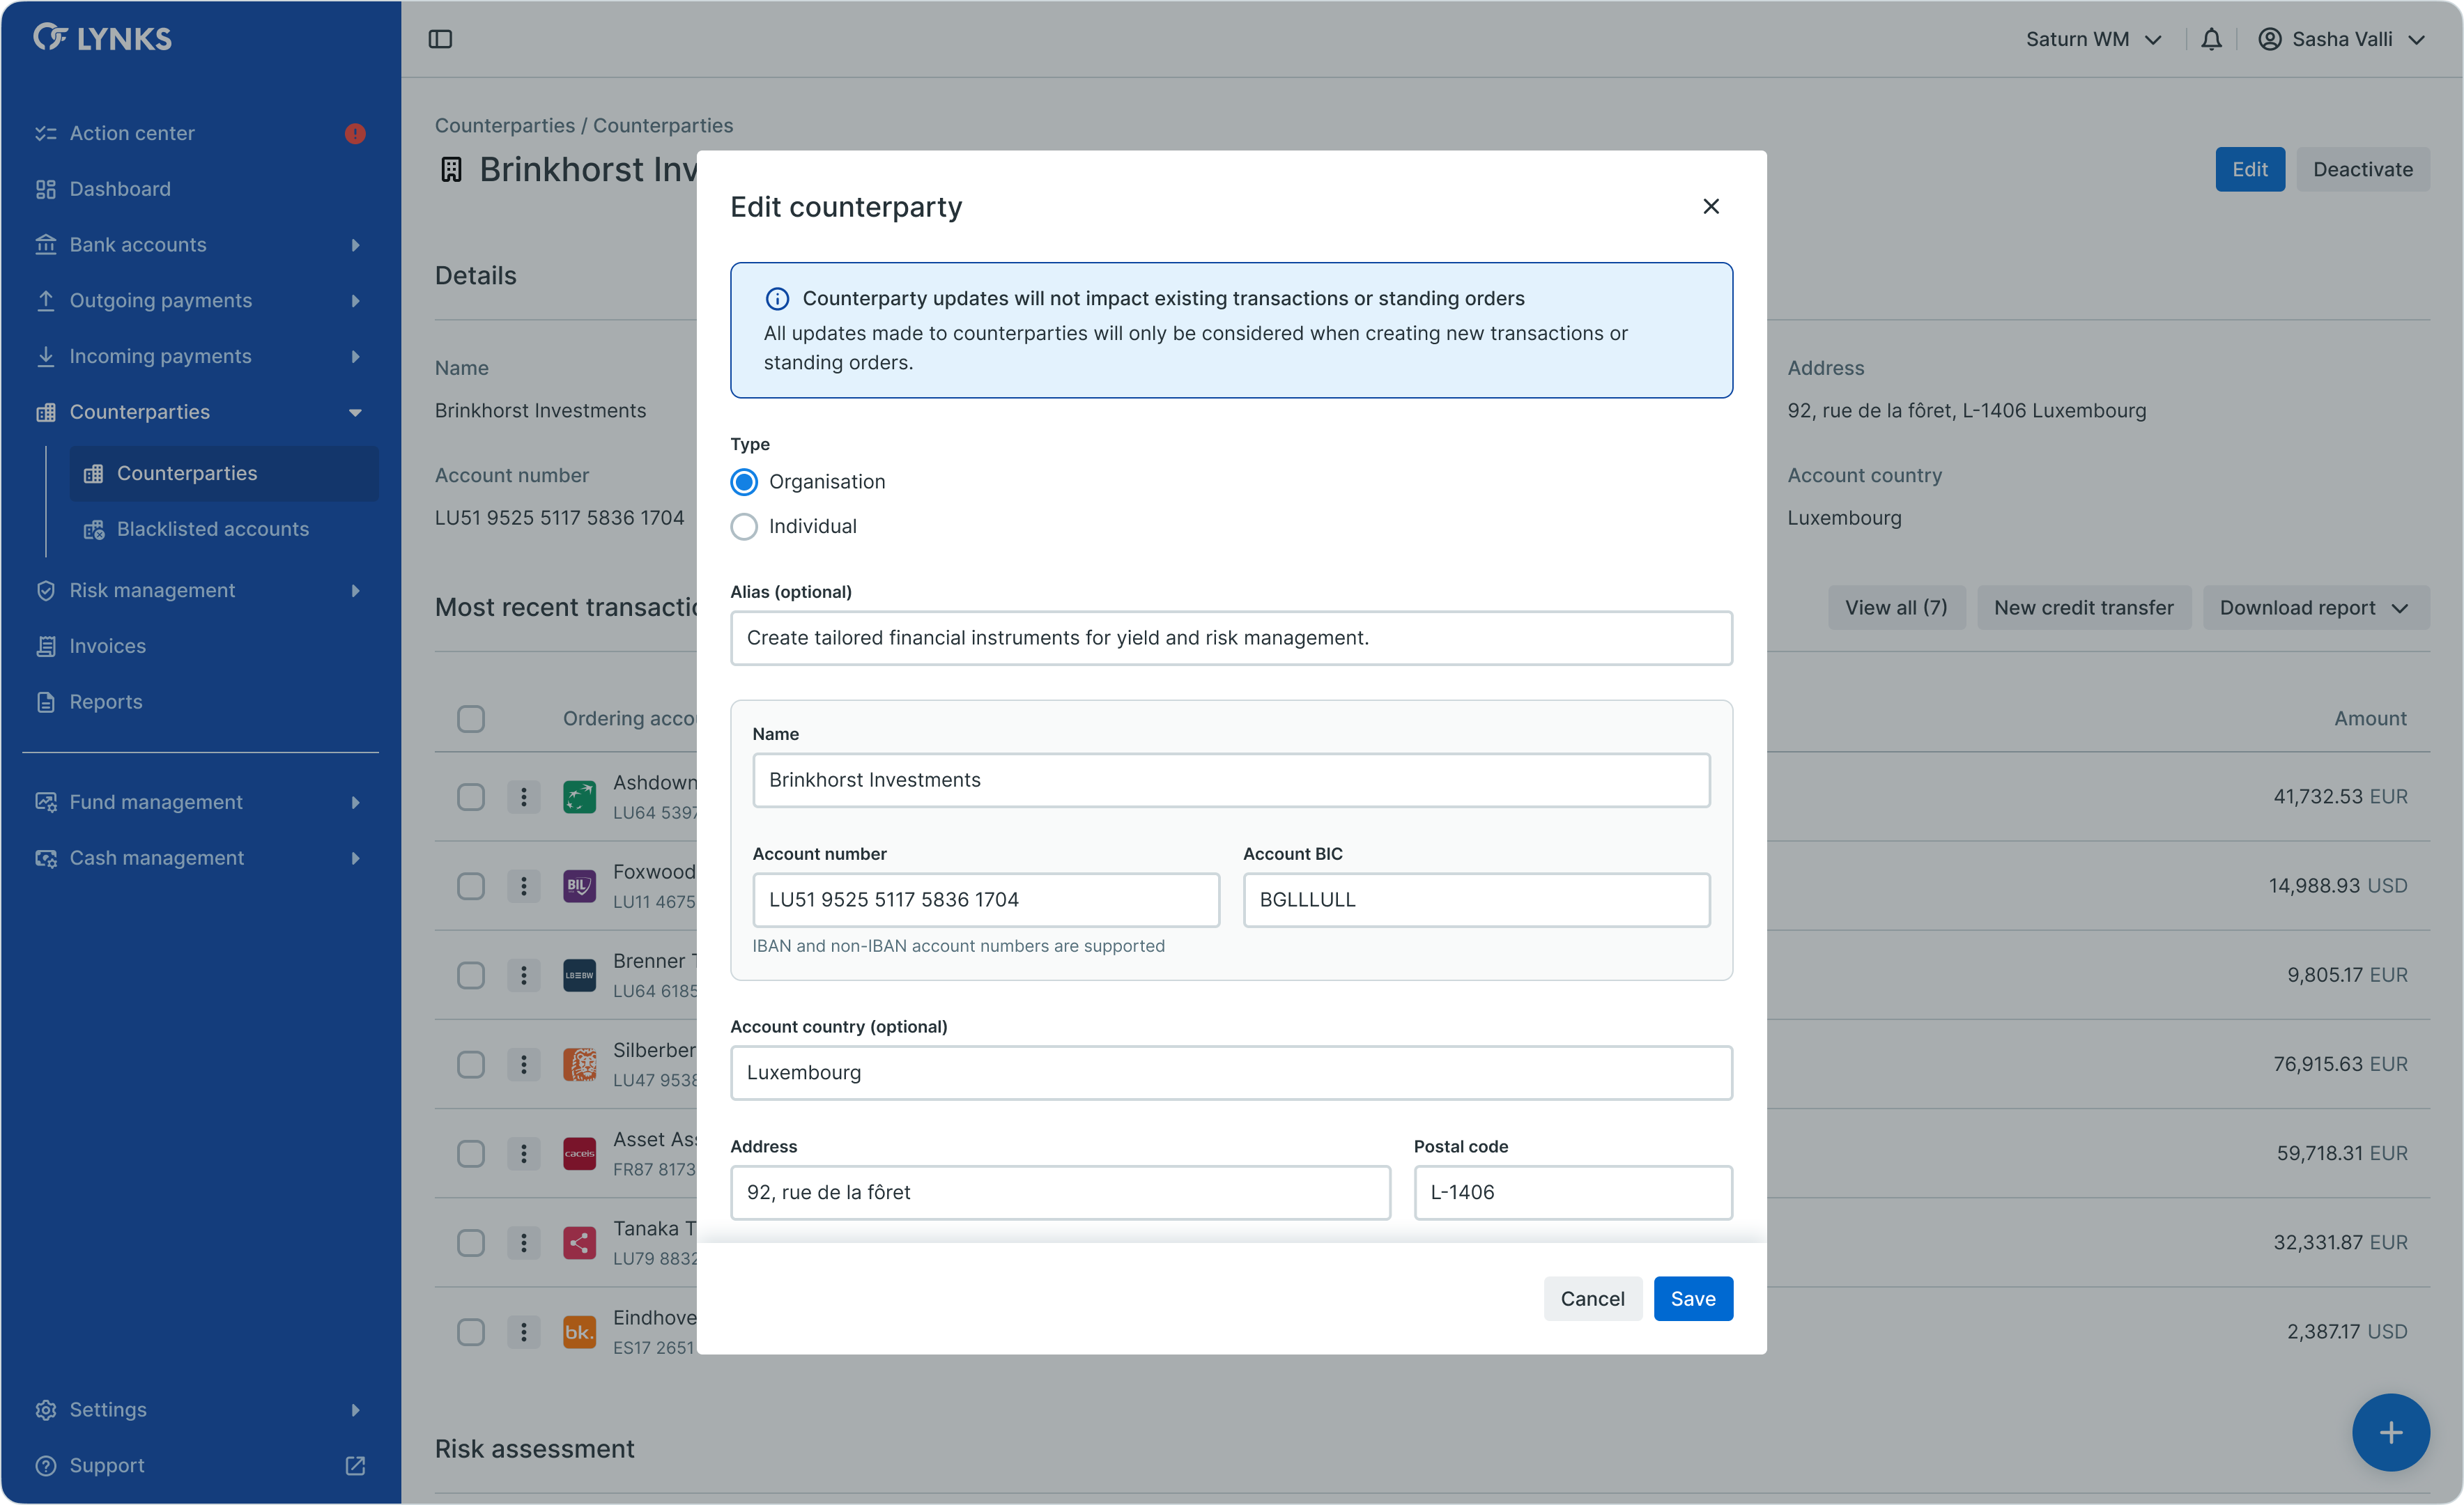 LYNKS
Saturn WM
Sasha Valli
Action center
Dashboard
Bank accounts
Outgoing payments
Incoming payments
Counterparties
Counterparties
Blacklisted accounts
Risk management
Invoices
Reports
Fund management
Cash management
Settings
Support
Counterparties / Counterparties
Brinkhorst Inv
Edit
Deactivate
Details
Name
Brinkhorst Investments
Address
92, rue de la fôret, L-1406 Luxembourg
Account number
LU51 9525 5117 5836 1704
Account country
Luxembourg
Most recent transactio
View all (7)
New credit transfer
Download report
Ordering acco
Amount
Ashdown
LU64 5397
41,732.53 EUR
BIL
Foxwood
LU11 4675
14,988.93 USD
LB=BW
Brenner T
LU64 6185
9,805.17 EUR
Silberber
LU47 9538
76,915.63 EUR
caceis
Asset Ass
FR87 8173
59,718.31 EUR
Tanaka T
LU79 8832
32,331.87 EUR
bk.
Eindhove
ES17 2651
2,387.17 USD
Risk assessment
Edit counterparty
Counterparty updates will not impact existing transactions or standing orders
All updates made to counterparties will only be considered when creating new transactions or
standing orders.
Type
Organisation
Individual
Alias (optional)
Create tailored financial instruments for yield and risk management.
Name
Brinkhorst Investments
Account number
Account BIC
LU51 9525 5117 5836 1704
BGLLLULL
IBAN and non-IBAN account numbers are supported
Account country (optional)
Luxembourg
Address
Postal code
92, rue de la fôret
L-1406
Cancel
Save